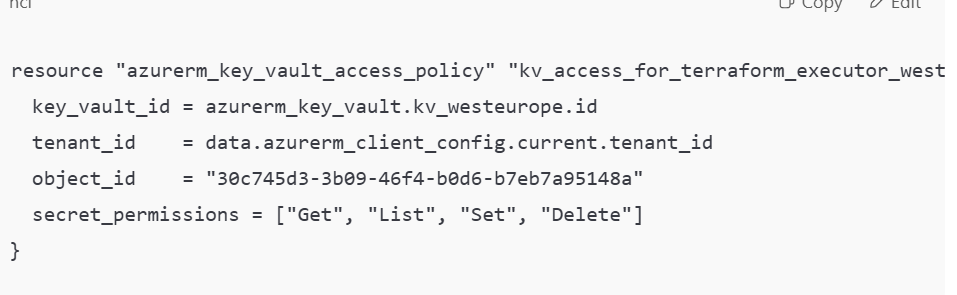 hcl Copy Edit
resource "azurerm_key_vault_access_policy" "kv_access_for_terraform_executor_west
  key_vault_id = azurerm_key_vault.kv_westeurope.id
  tenant_id    = data.azurerm_client_config.current.tenant_id
  object_id    = "30c745d3-3b09-46f4-b0d6-b7eb7a95148a"
  secret_permissions = ["Get", "List", "Set", "Delete"]
}